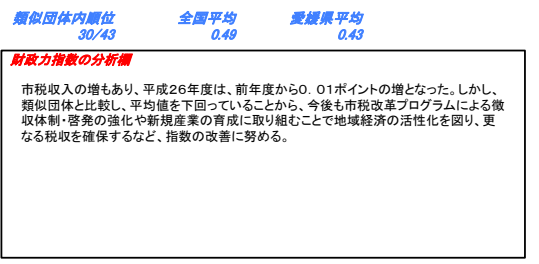 類似団体内順位 全国平均 愛媛県平均
30/43 0.49 0.43
財政力指数の分析欄
市税収入の増もあり、平成26年度は、前年度から0．01ポイントの増となった。しかし、
類似団体と比較し、平均値を下回っていることから、今後も市税改革プログラムによる徴
収体制・啓発の強化や新規産業の育成に取り組むことで地域経済の活性化を図り、更
なる税収を確保するなど、指数の改善に努める。